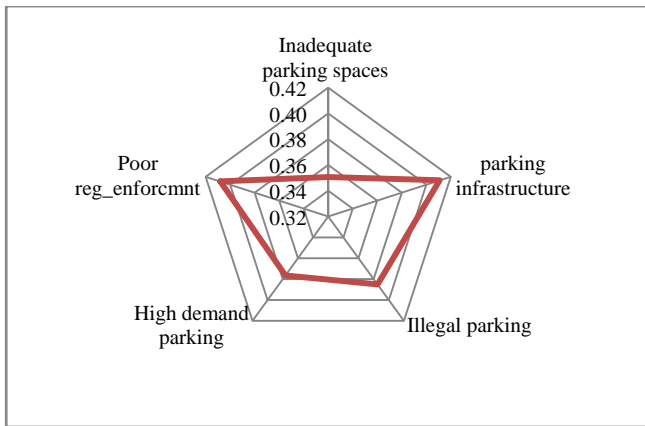 Inadequate
parking spaces
0.42
0.40
0.38
0.36
0.34
0.32
parking
infrastructure
Illegal parking
High demand
parking
Poor
reg_enforcmnt